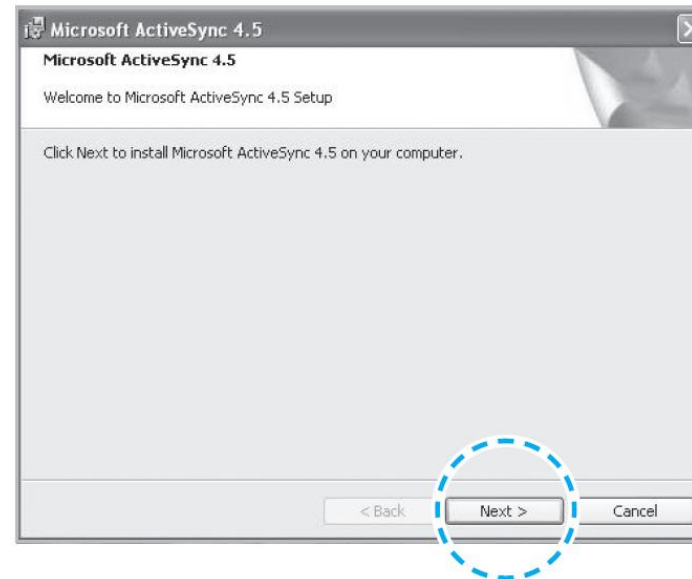 Microsoft ActiveSync 4.5
Microsoft ActiveSync 4.5
Welcome to Microsoft ActiveSync 4.5 Setup
Click Next to install Microsoft ActiveSync 4.5 on your computer.
< Back Next > Cancel